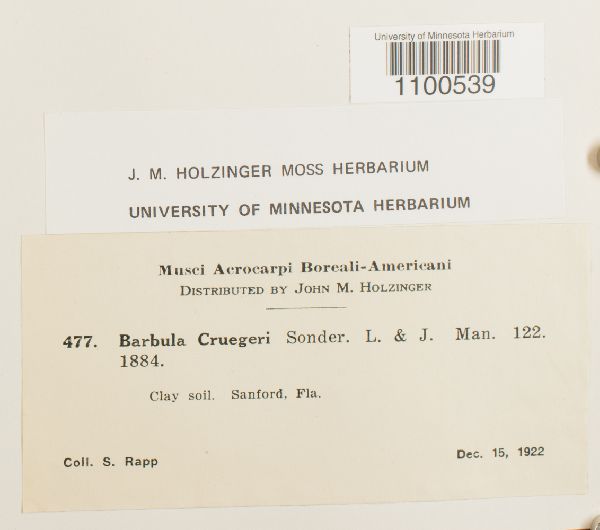 University of Minnesota Herbarium
1100539
J. M. HOLZINGER MOSS HERBARIUM
UNIVERSITY OF MINNESOTA HERBARIUM
Musci Acrocarpi Boreali-Americani
DISTRIBUTED BY JOHN M. HOLZINGER
477. Barbula Cruegeri Sonder. L. & J. Man. 122.
1884.
Clay soil. Sanford, Fla.
Coll. S. Rapp
Dec. 15, 1922